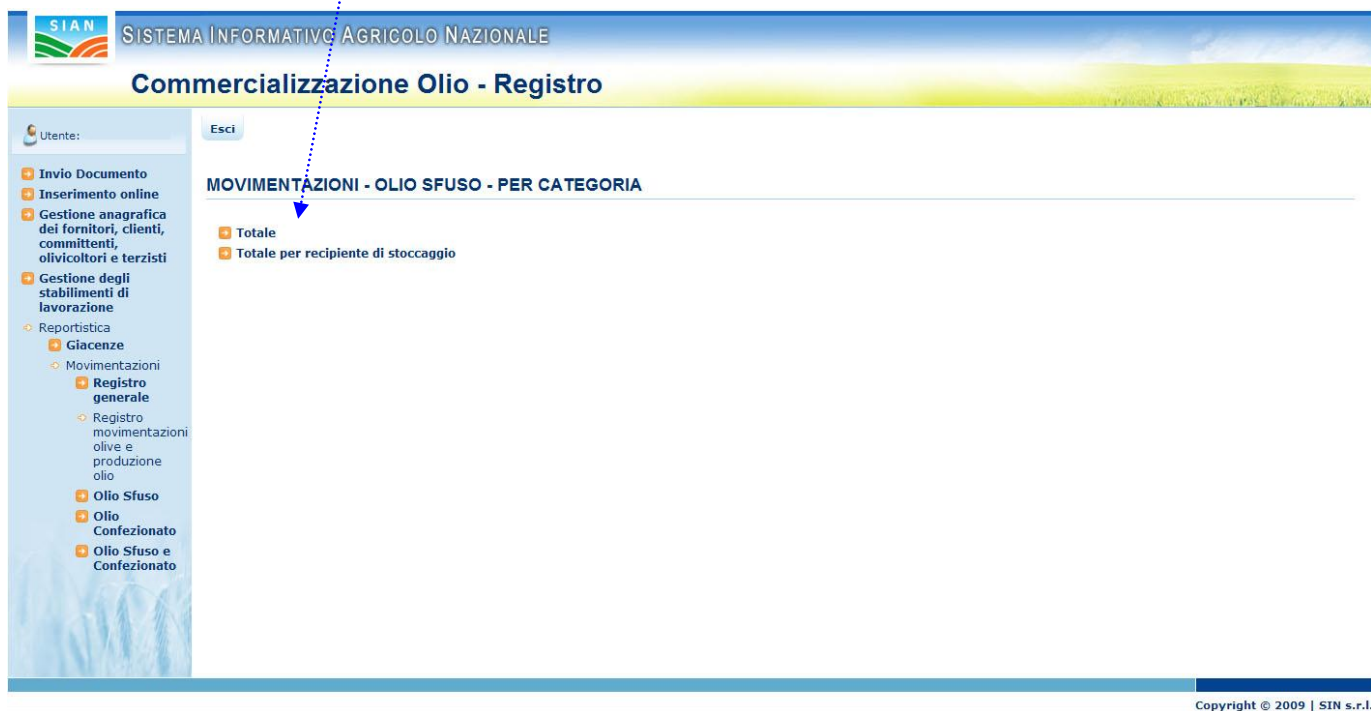 SIAN
SISTEMA INFORMATIVO AGRICOLO NAZIONALE
Commercializzazione Olio - Registro
Utente:
Esci
Invio Documento
Inserimento online
Gestione anagrafica
dei fornitori, clienti,
committenti,
olivicoltori e terzisti
Gestione degli
stabilimenti di
lavorazione
Reportistica
Giacenze
Movimentazioni
Registro
generale
Registro
movimentazioni
olive e
produzione
olio
Olio Sfuso
Olio
Confezionato
Olio Sfuso e
Confezionato
MOVIMENTAZIONI - OLIO SFUSO - PER CATEGORIA
Totale
Totale per recipiente di stoccaggio
Copyright © 2009 | SIN s.r.l.